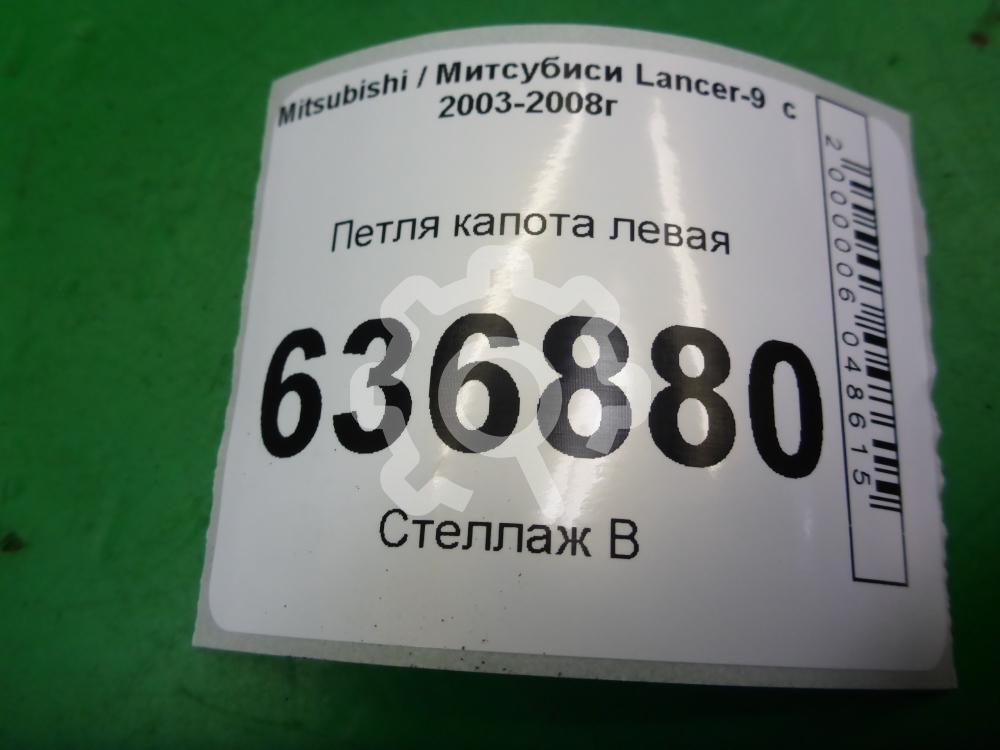 Mitsubishi / Митсубиси Lancer-9 с
2003-2008г
Петля капота левая
636880
Стеллаж В
2000006048615